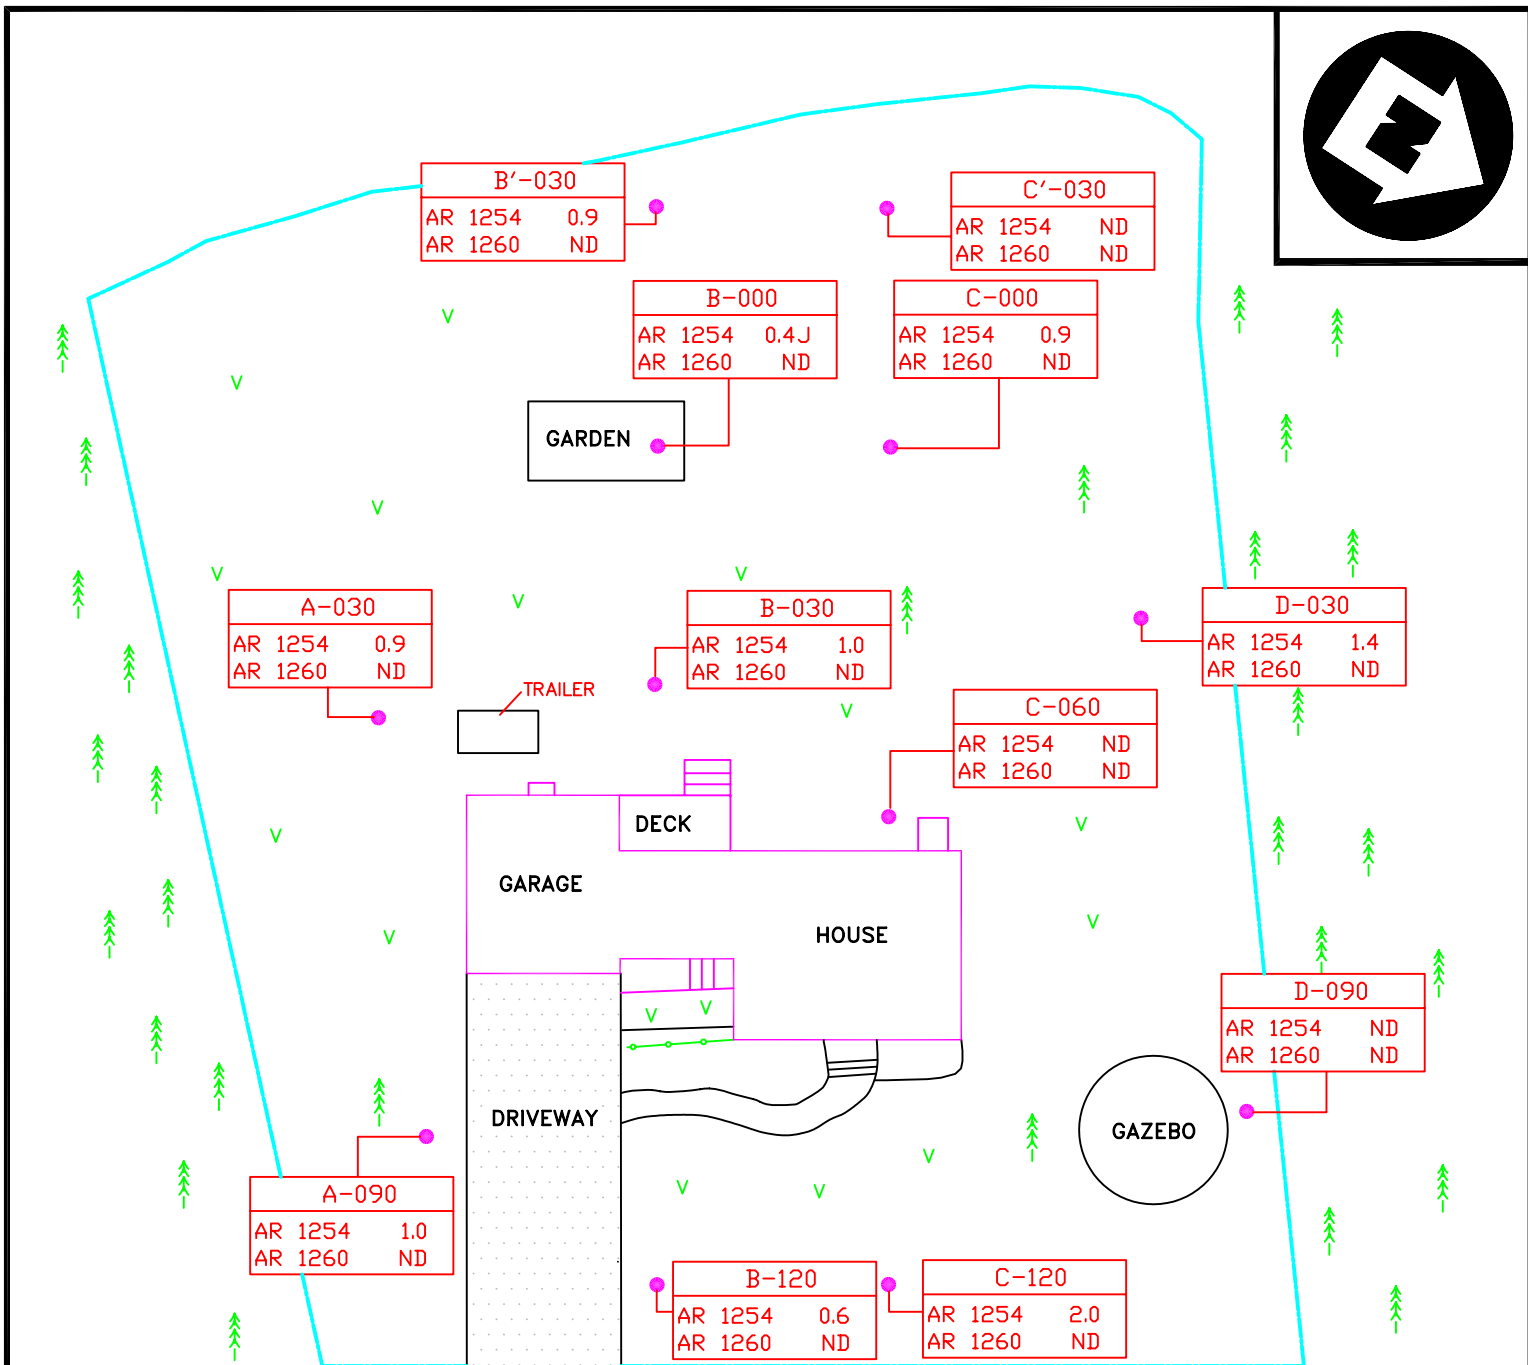 N
B′-030
AR 1254 0.9
AR 1260 ND
C′-030
AR 1254 ND
AR 1260 ND
B-000
AR 1254 0.4J
AR 1260 ND
C-000
AR 1254 0.9
AR 1260 ND
GARDEN
A-030
AR 1254 0.9
AR 1260 ND
B-030
AR 1254 1.0
AR 1260 ND
D-030
AR 1254 1.4
AR 1260 ND
TRAILER
C-060
AR 1254 ND
AR 1260 ND
DECK
GARAGE
HOUSE
D-090
AR 1254 ND
AR 1260 ND
DRIVEWAY
GAZEBO
A-090
AR 1254 1.0
AR 1260 ND
B-120
AR 1254 0.6
AR 1260 ND
C-120
AR 1254 2.0
AR 1260 ND